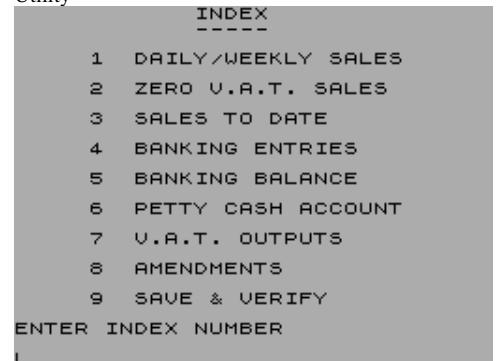 Utility
INDEX
-----
1 DAILY/WEEKLY SALES
2 ZERO V.A.T. SALES
3 SALES TO DATE
4 BANKING ENTRIES
5 BANKING BALANCE
6 PETTY CASH ACCOUNT
7 V.A.T. OUTPUTS
8 AMENDMENTS
9 SAVE & VERIFY
ENTER INDEX NUMBER